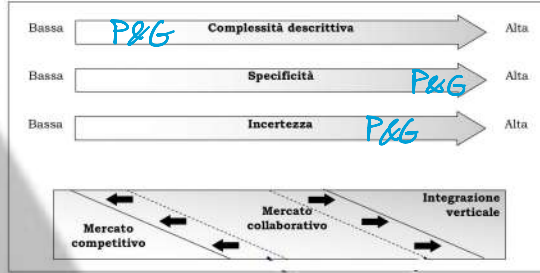 Bassa P&G Complessità descrittiva Alta
Bassa Specificità P&G Alta
Bassa Incertezza P&G Alta
Integrazione
verticale
Mercato
collaborativo
Mercato
competitivo